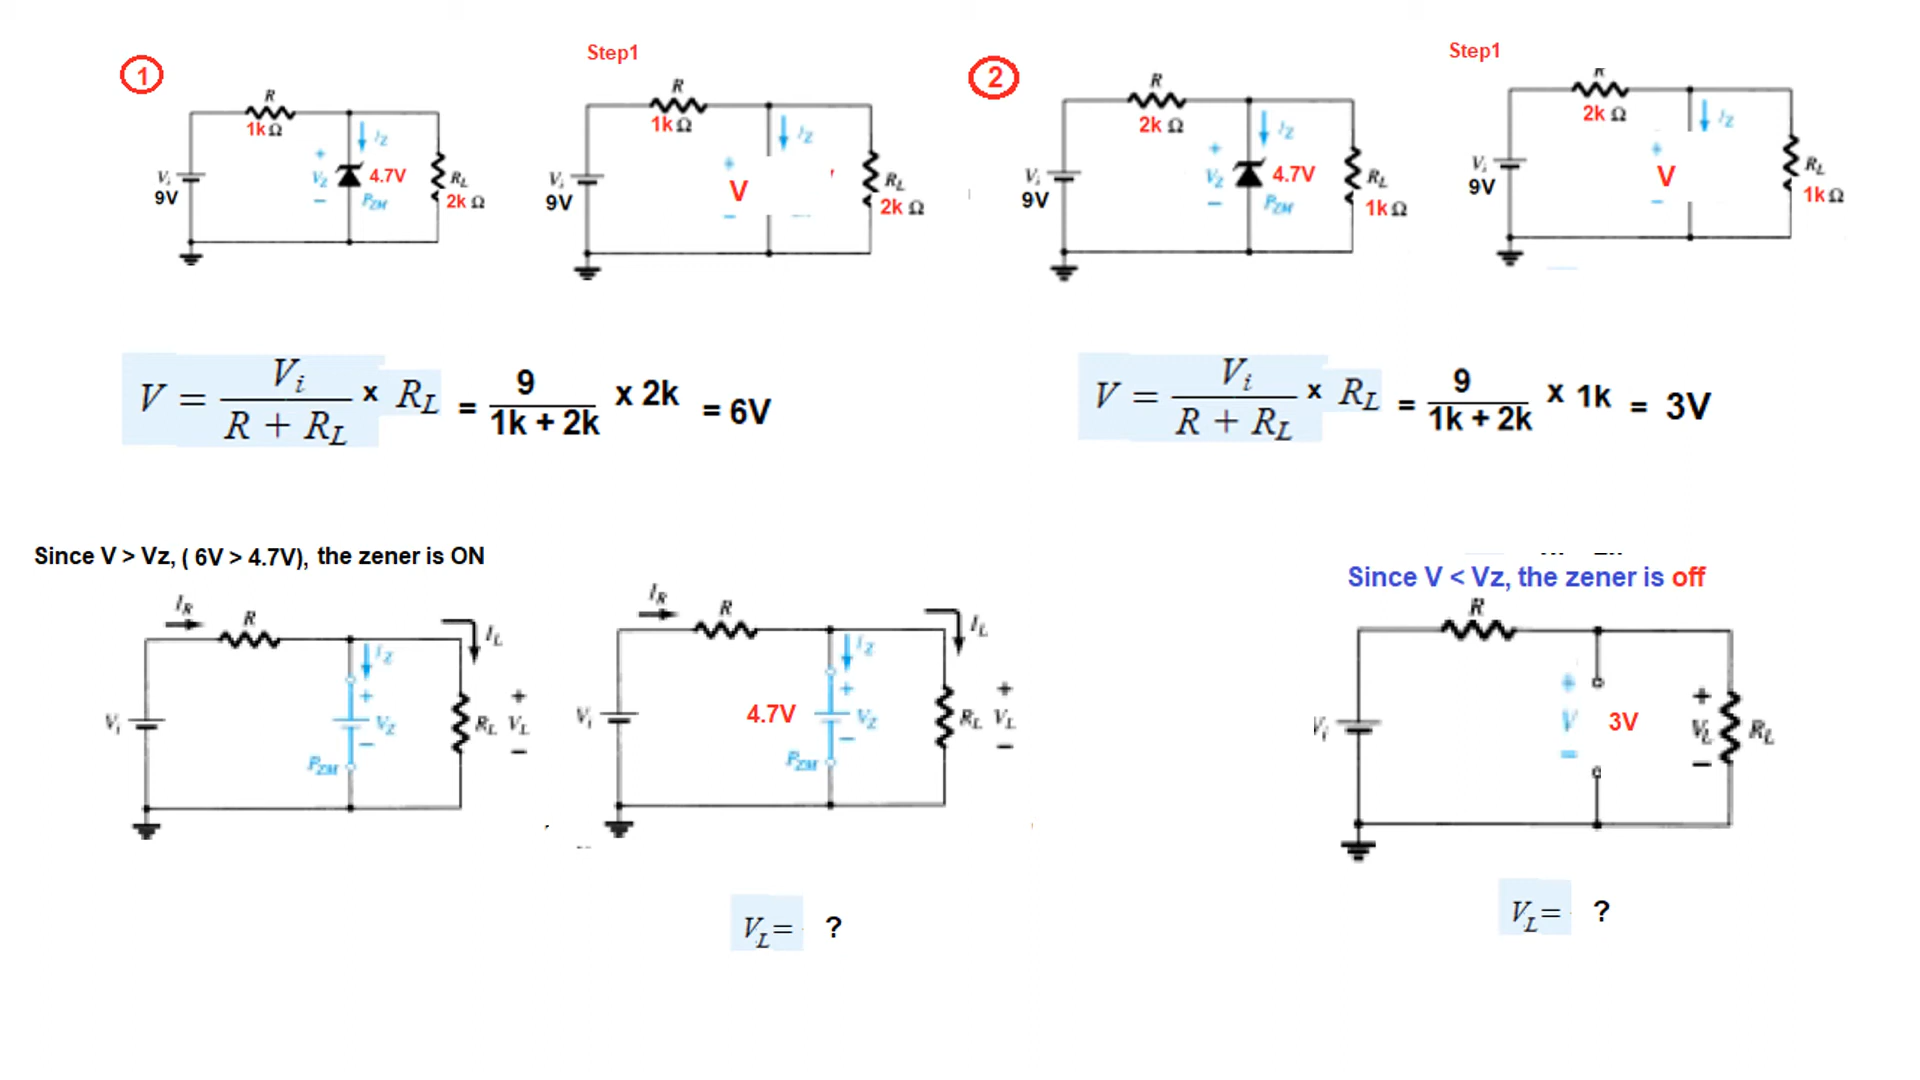 1
R
1kΩ
Vi
9V
+
Vz
−
Iz
4.7V
PZM
RL
2kΩ
Step1
R
1kΩ
Vi
9V
+
V
−
Iz
RL
2kΩ
2
R
2kΩ
Vi
9V
+
Vz
−
Iz
4.7V
PZM
RL
1kΩ
Step1
2kΩ
Vi
9V
+
V
−
Iz
RL
1kΩ
V = Vi / R + RL x RL = 9 / 1k + 2k x 2k = 6V
V = Vi / R + RL x RL = 9 / 1k + 2k x 1k = 3V
Since V > Vz, ( 6V > 4.7V), the zener is ON
IR
R
IL
Iz
Vi
+
Vz
−
PZM
RL
+
VL
−
IR
R
IL
Iz
Vi
4.7V
+
Vz
−
PZM
RL
+
VL
−
VL = ?
Since V < Vz, the zener is off
R
Vi
+
V
−
3V
+
VL
−
RL
VL = ?